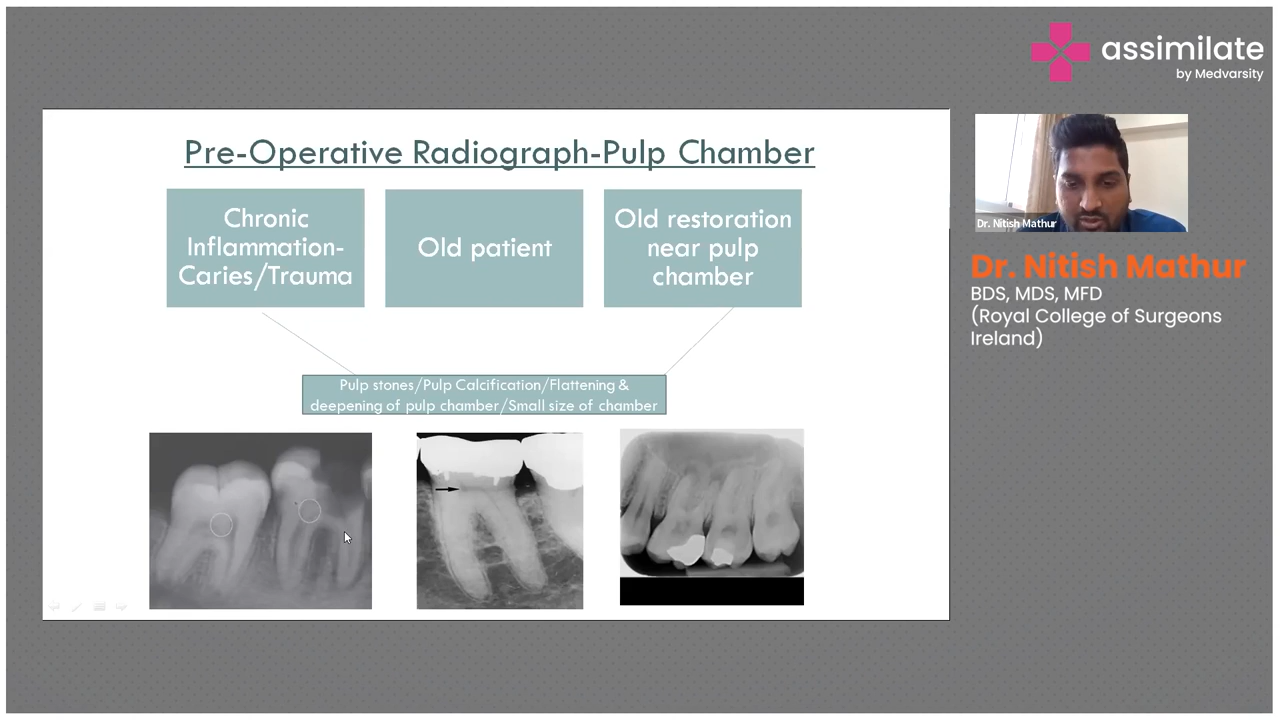 assimilate
by Medvarsity
Pre-Operative Radiograph-Pulp Chamber
Chronic
Inflammation-
Caries/Trauma
Old patient
Old restoration
near pulp
chamber
Pulp stones/Pulp Calcification/Flattening &
deepening of pulp chamber/Small size of chamber
Dr. Nitish Mathur
Dr. Nitish Mathur
BDS, MDS, MFD
(Royal College of Surgeons
Ireland)